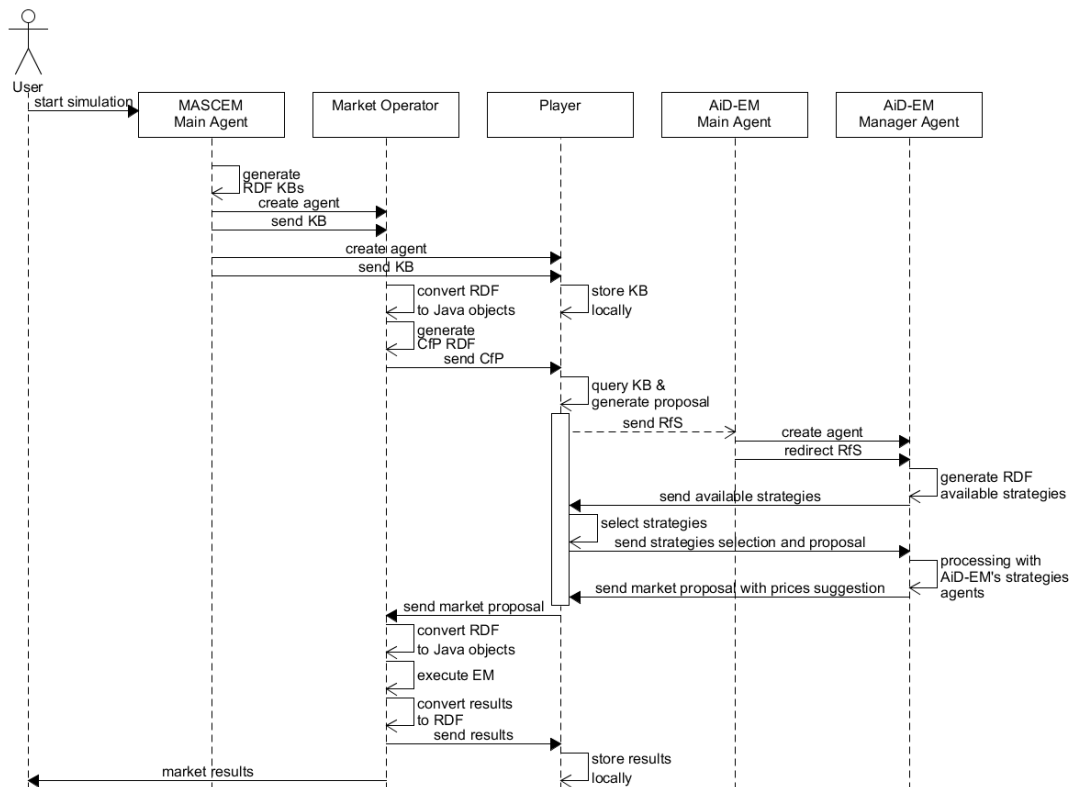 User
start simulation
MASCEM
Main Agent
Market Operator
Player
AiD-EM
Main Agent
AiD-EM
Manager Agent
generate
RDF KBs
create agent
send KB
create agent
send KB
convert RDF
to Java objects
store KB
locally
generate
CfP RDF
send CfP
query KB &
generate proposal
send RfS
create agent
redirect RfS
generate RDF
available strategies
send available strategies
select strategies
send strategies selection and proposal
processing with
AiD-EM's strategies
agents
send market proposal with prices suggestion
send market proposal
convert RDF
to Java objects
execute EM
convert results
to RDF
send results
store results
locally
market results